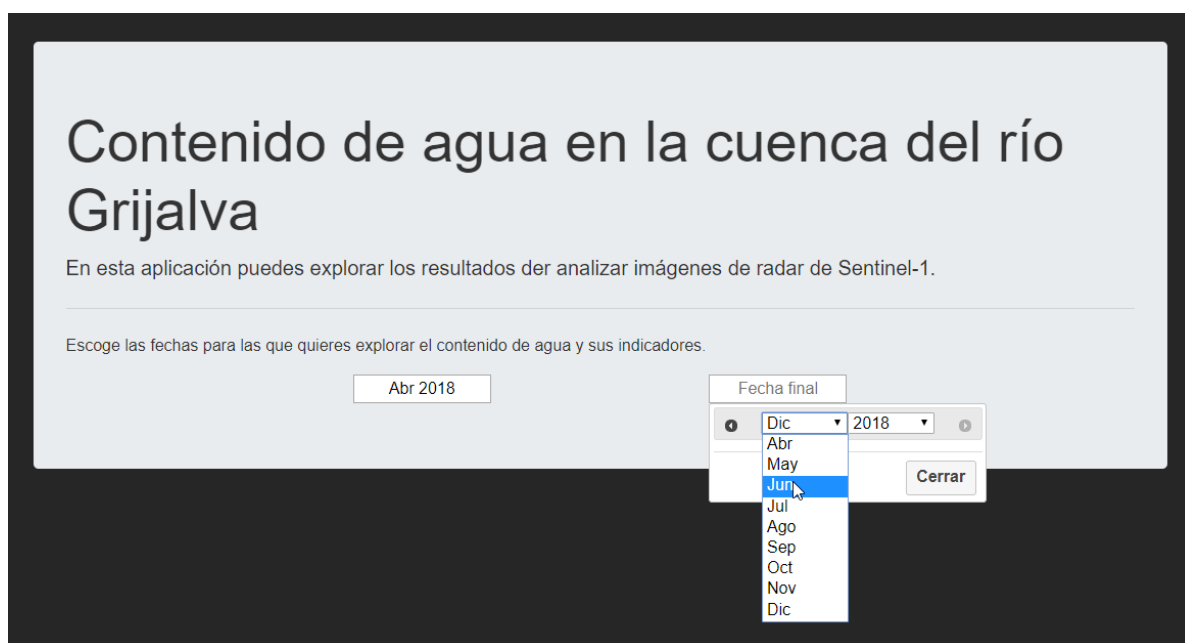 Contenido de agua en la cuenca del río
Grijalva
En esta aplicación puedes explorar los resultados der analizar imágenes de radar de Sentinel-1.
Escoge las fechas para las que quieres explorar el contenido de agua y sus indicadores.
Abr 2018 Fecha final
Dic 2018
Abr
May
Jun
Cerrar
Jul
Ago
Sep
Oct
Nov
Dic